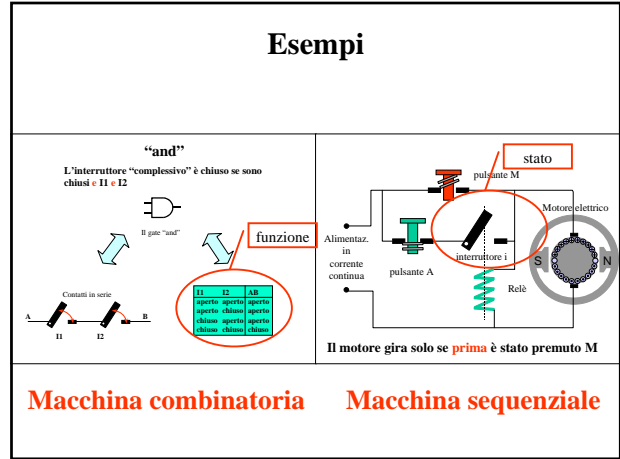 Esempi
“and”
L'interruttore “complessivo” è chiuso se sono
chiusi e I1 e I2
Il gate “and”
funzione
Contatti in serie
A
B
I1
I2
I1 I2 AB
aperto aperto aperto
aperto chiuso aperto
chiuso aperto aperto
chiuso chiuso chiuso
stato
pulsante M
Motore elettrico
Alimentaz.
in
corrente
continua
pulsante A
interruttore i
S
N
Relè
Il motore gira solo se prima è stato premuto M
Macchina combinatoria
Macchina sequenziale